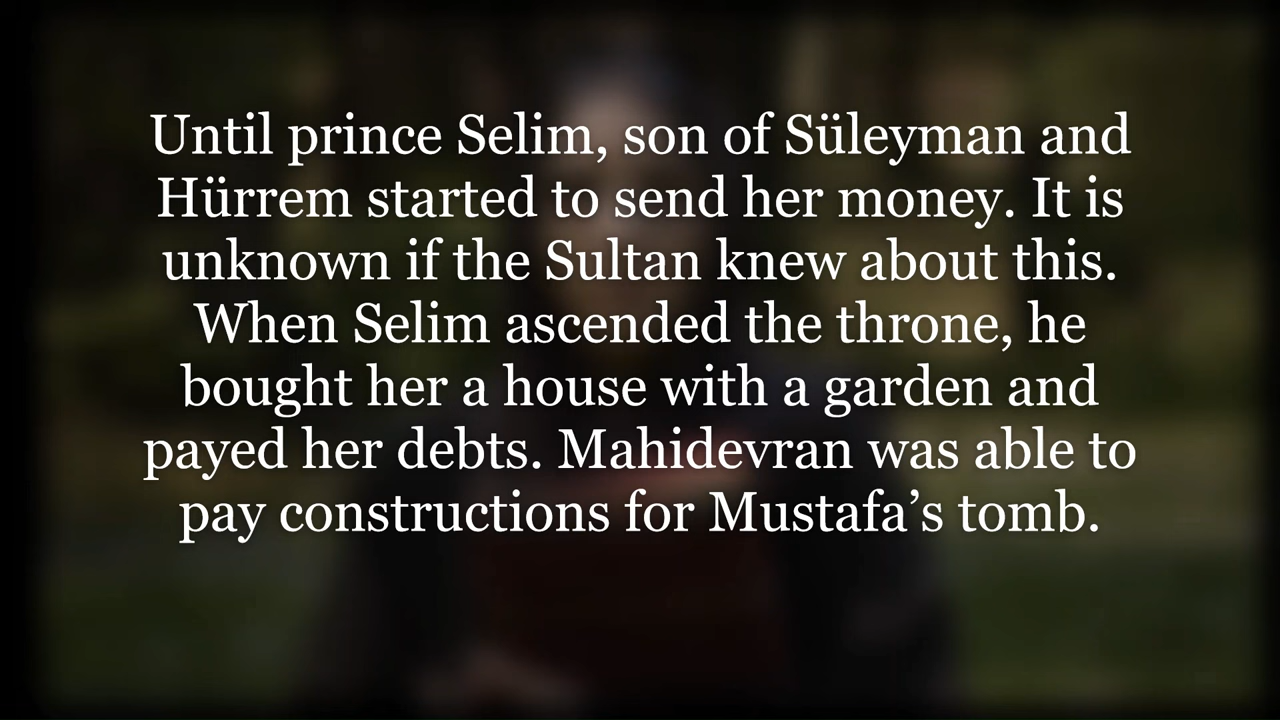 Until prince Selim, son of Süleyman and
Hürrem started to send her money. It is
unknown if the Sultan knew about this.
When Selim ascended the throne, he
bought her a house with a garden and
payed her debts. Mahidevran was able to
pay constructions for Mustafa’s tomb.